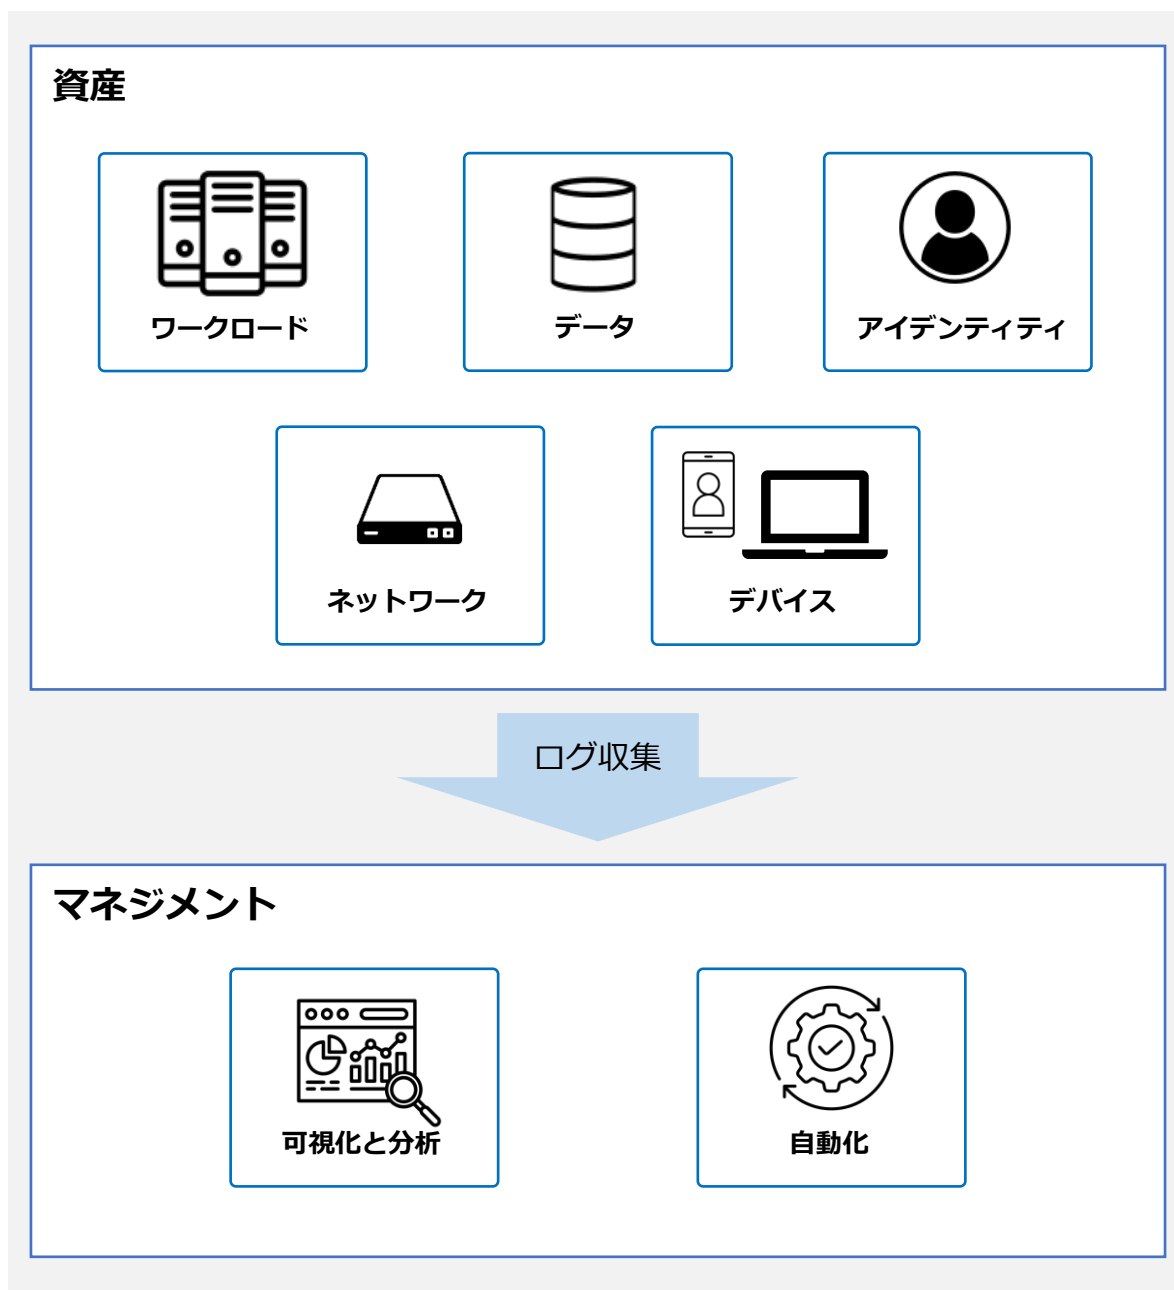 資産
ワークロード
データ
アイデンティティ
ネットワーク
デバイス
ログ収集
マネジメント
可視化と分析
自動化